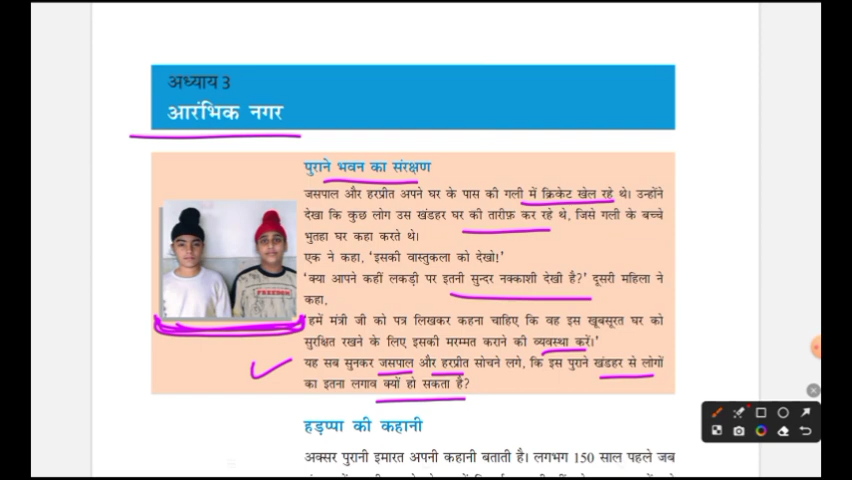 अध्याय 3
आरंभिक नगर
पुराने भवन का संरक्षण
जसपाल और हरप्रीत अपने घर के पास की गली में क्रिकेट खेल रहे थे। उन्होंने
देखा कि कुछ लोग उस खंडहर घर की तारीफ़ कर रहे थे, जिसे गली के बच्चे
भुतहा घर कहा करते थे।
एक ने कहा, 'इसकी वास्तुकला को देखो!'
'क्या आपने कहीं लकड़ी पर इतनी सुन्दर नक्काशी देखी है?' दूसरी महिला ने
कहा,
'हमें मंत्री जी को पत्र लिखकर कहना चाहिए कि वह इस खूबसूरत घर को
सुरक्षित रखने के लिए इसकी मरम्मत कराने की व्यवस्था करें।'
यह सब सुनकर जसपाल और हरप्रीत सोचने लगे, कि इस पुराने खंडहर से लोगों
का इतना लगाव क्यों हो सकता है?
FREEDOM
हड़प्पा की कहानी
अक्सर पुरानी इमारत अपनी कहानी बताती है। लगभग 150 साल पहले जब